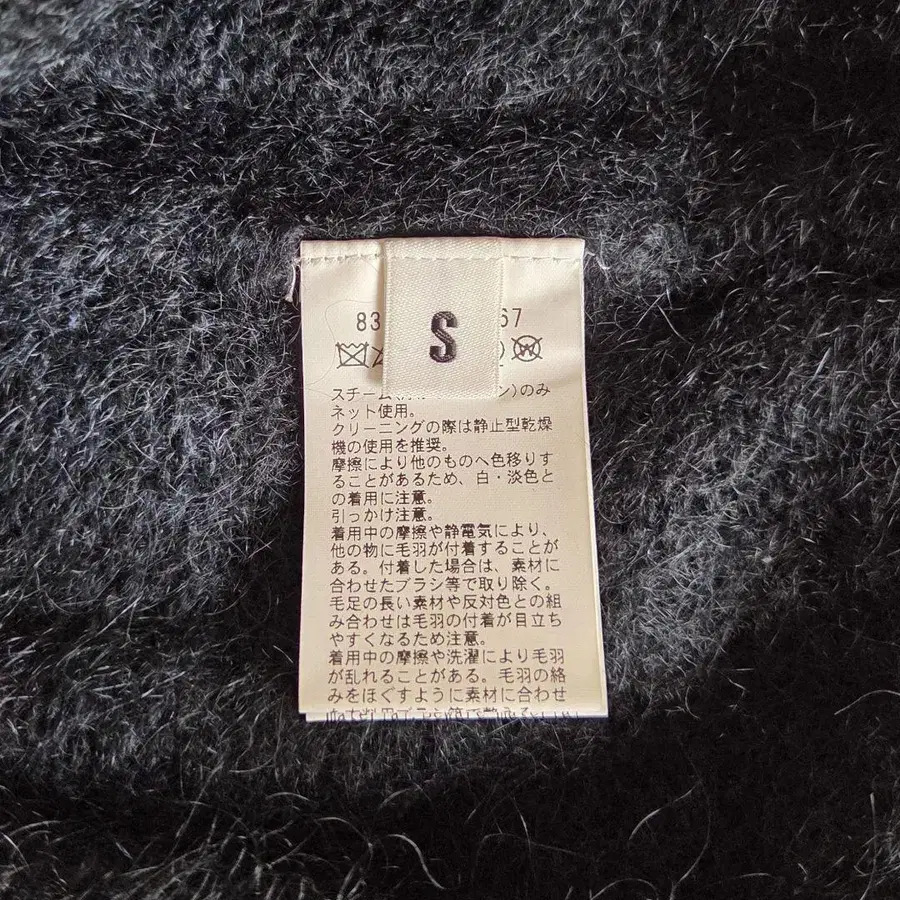 S
83
67
W
スチーム
ン)のみ
ネット使用。
クリーニングの際は静止型乾燥
機の使用を推奨。
摩擦により他のものへ色移りす
ることがあるため、白・淡色と
の着用に注意。
引っかけ注意。
着用中の摩擦や静電気により、
他の物に毛羽が付着することが
ある。付着した場合は、素材に
合わせたブラシ等で取り除く。
毛足の長い素材や反対色との組
み合わせは毛羽の付着が目立ち
やすくなるため注意。
着用中の摩擦や洗濯により毛羽
が乱れることがある。毛羽の絡
みをほぐすように素材に合わせ